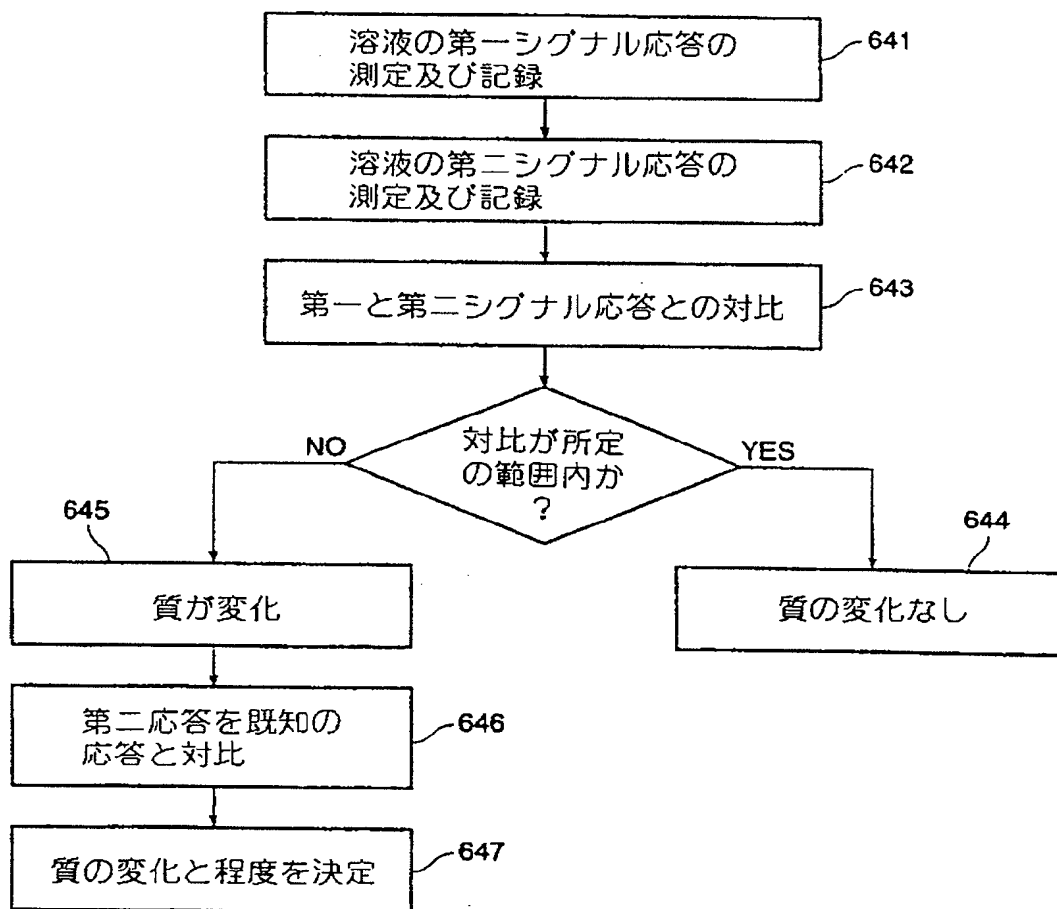 溶液の第一シグナル応答の
測定及び記録
641
溶液の第二シグナル応答の
測定及び記録
642
第一と第二シグナル応答との対比
643
対比が所定
の範囲内か
?
NO
YES
645
質が変化
644
質の変化なし
第二応答を既知の
応答と対比
646
質の変化と程度を決定
647